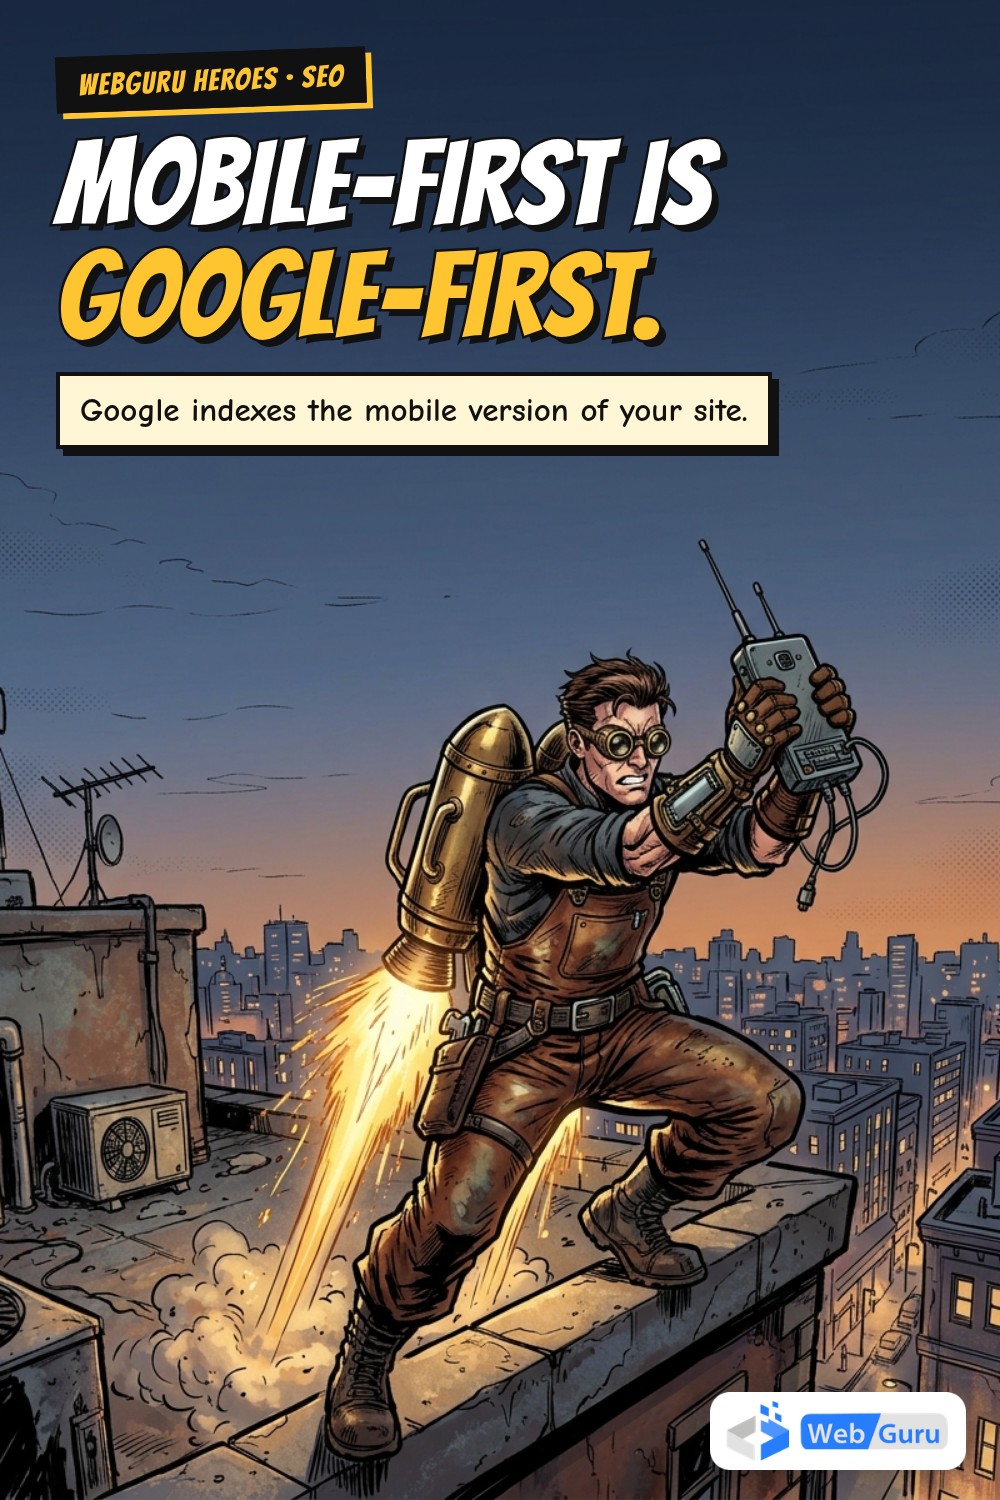 WEBGURU HEROES · SEO
MOBILE-FIRST IS
GOOGLE-FIRST.
Google indexes the mobile version of your site.
Web Guru